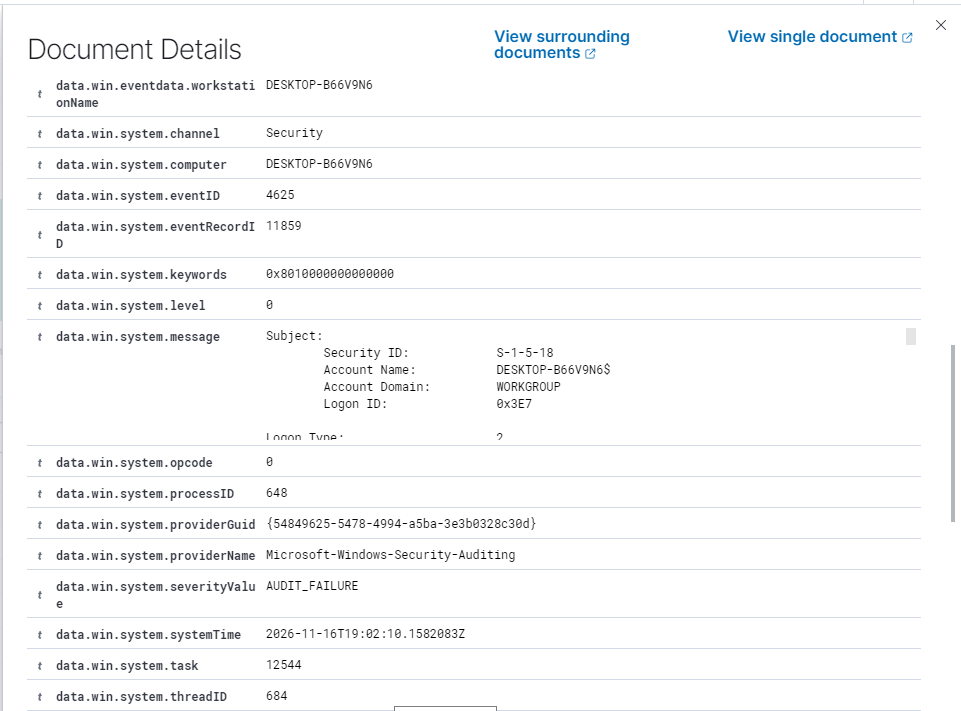 Document Details
View surrounding
documents
View single document
t data.win.eventdata.workstati DESKTOP-B66V9N6
onName
t data.win.system.channel Security
t data.win.system.computer DESKTOP-B66V9N6
t data.win.system.eventID 4625
t data.win.system.eventRecordI 11859
D
t data.win.system.keywords 0x8010000000000000
t data.win.system.level 0
t data.win.system.message Subject:
Security ID: S-1-5-18
Account Name: DESKTOP-B66V9N6$
Account Domain: WORKGROUP
Logon ID: 0x3E7
Logon Type: 2
t data.win.system.opcode 0
t data.win.system.processID 648
t data.win.system.providerGuid {54849625-5478-4994-a5ba-3e3b0328c30d}
t data.win.system.providerName Microsoft-Windows-Security-Auditing
t data.win.system.severityValu AUDIT_FAILURE
e
t data.win.system.systemTime 2026-11-16T19:02:10.1582083Z
t data.win.system.task 12544
t data.win.system.threadID 684